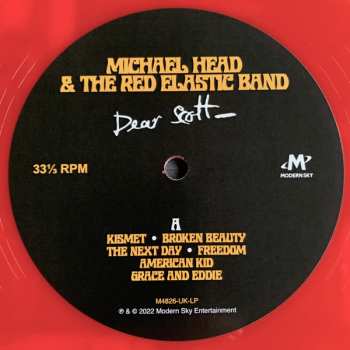 MICHAEL HEAD
& THE RED ELASTIC BAND
Dear Scott_
33⅓ RPM
M
MODERN SKY
A
KISMET • BROKEN BEAUTY
THE NEXT DAY • FREEDOM
AMERICAN KID
GRACE AND EDDIE
M4826-UK-LP
℗ & © 2022 Modern Sky Entertainment